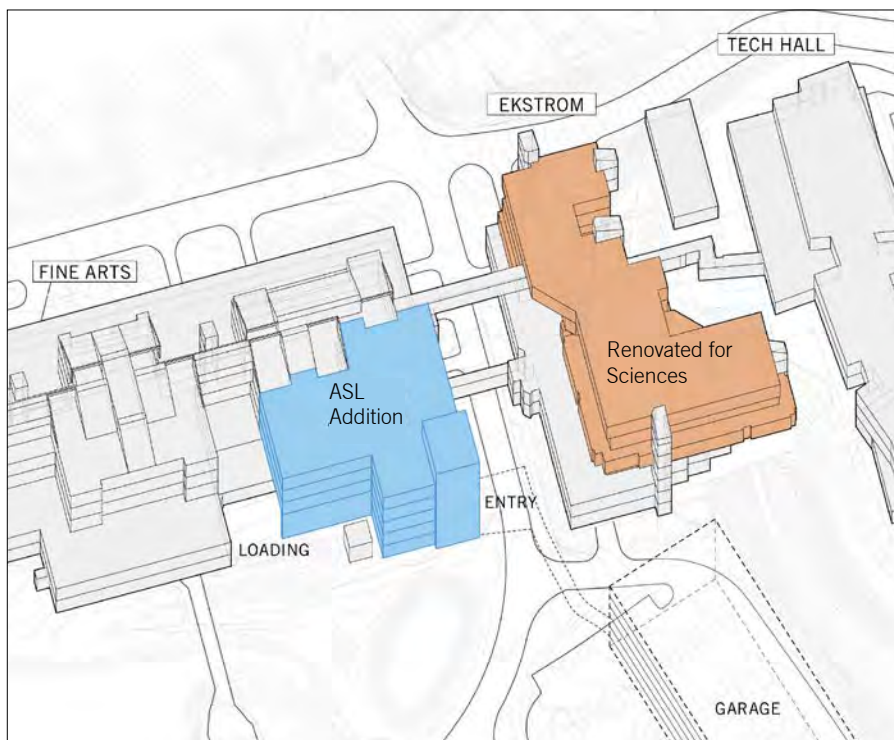 TECH HALL
EKSTROM
FINE ARTS
Renovated for
Sciences
ASL
Addition
ENTRY
LOADING
GARAGE